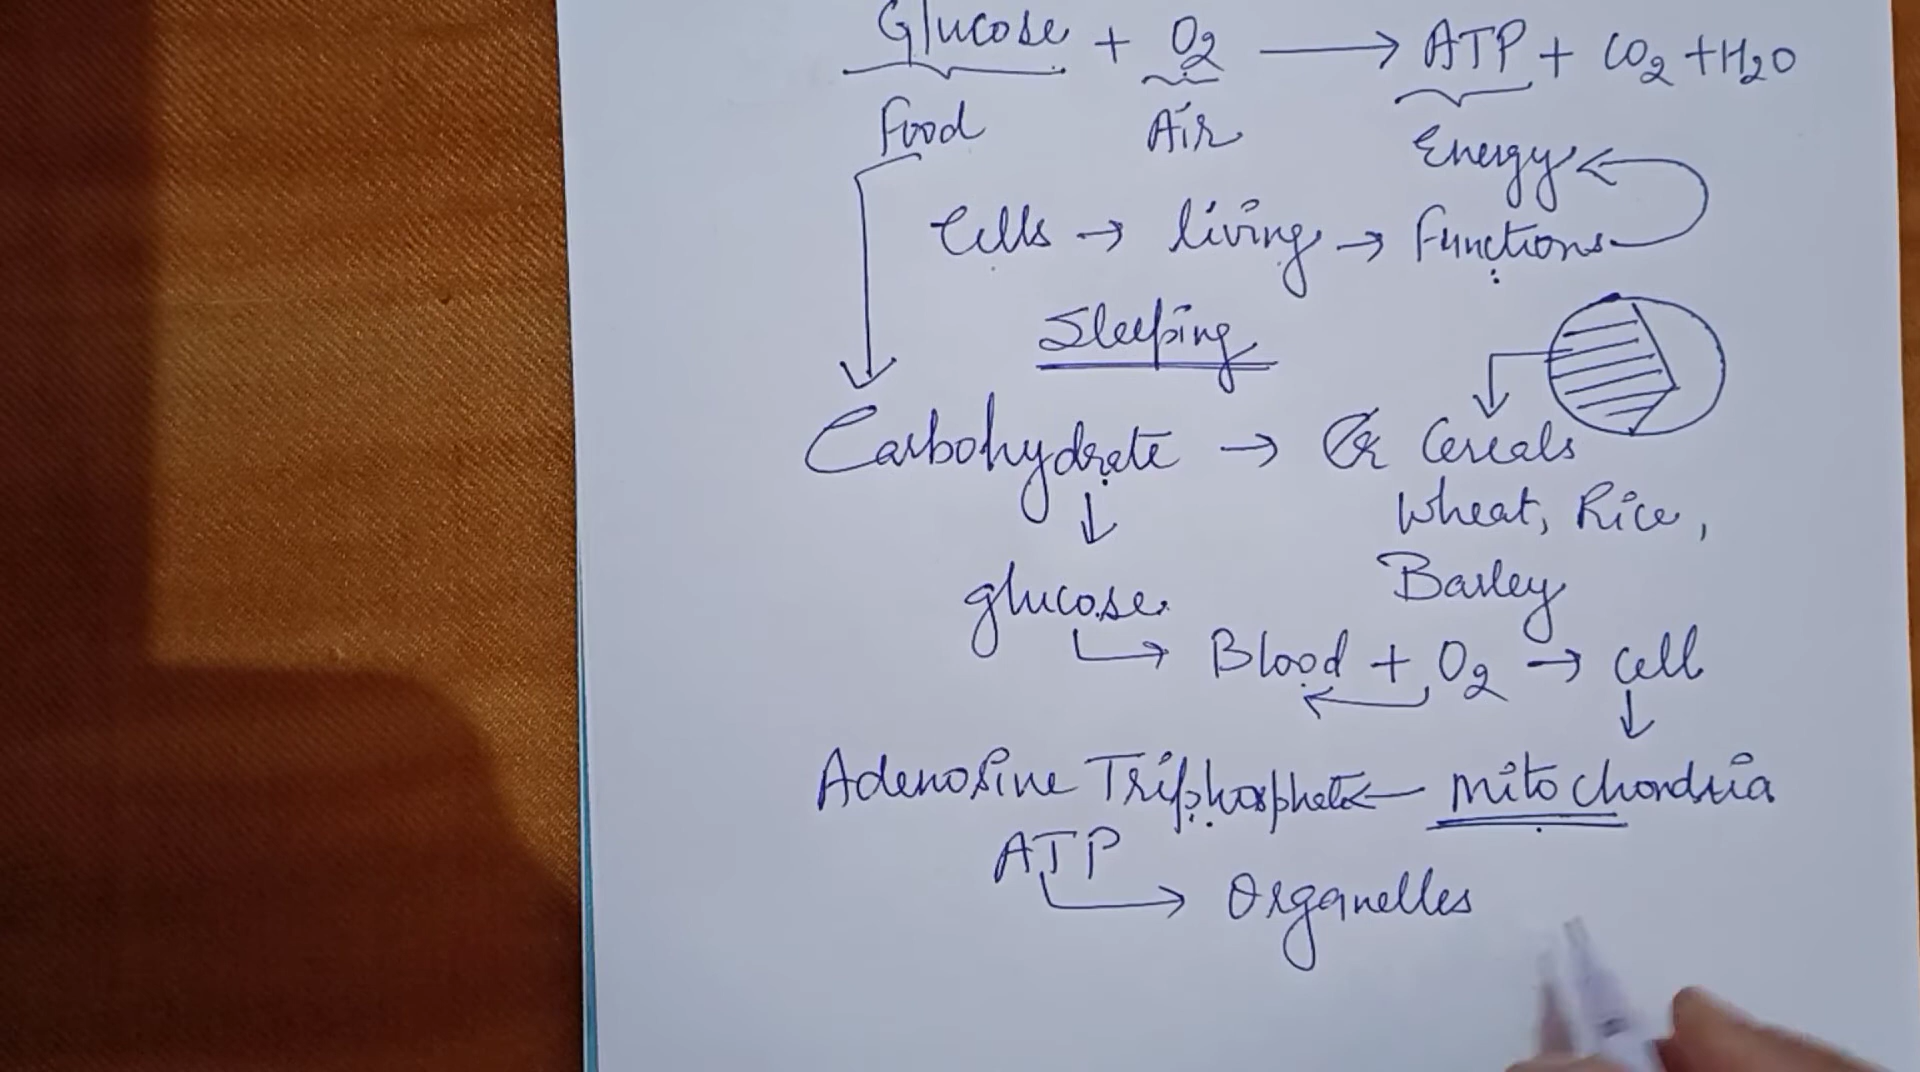 Glucose + O2 → ATP + CO2 + H2O
Food Air Energy
Cells → living → Functions
Sleeping
Carbohydrate → Cereals
Wheat, Rice,
Barley
glucose
Blood + O2 → cell
Adenosine Triphosphate ← Mitochondria
ATP
Organelles